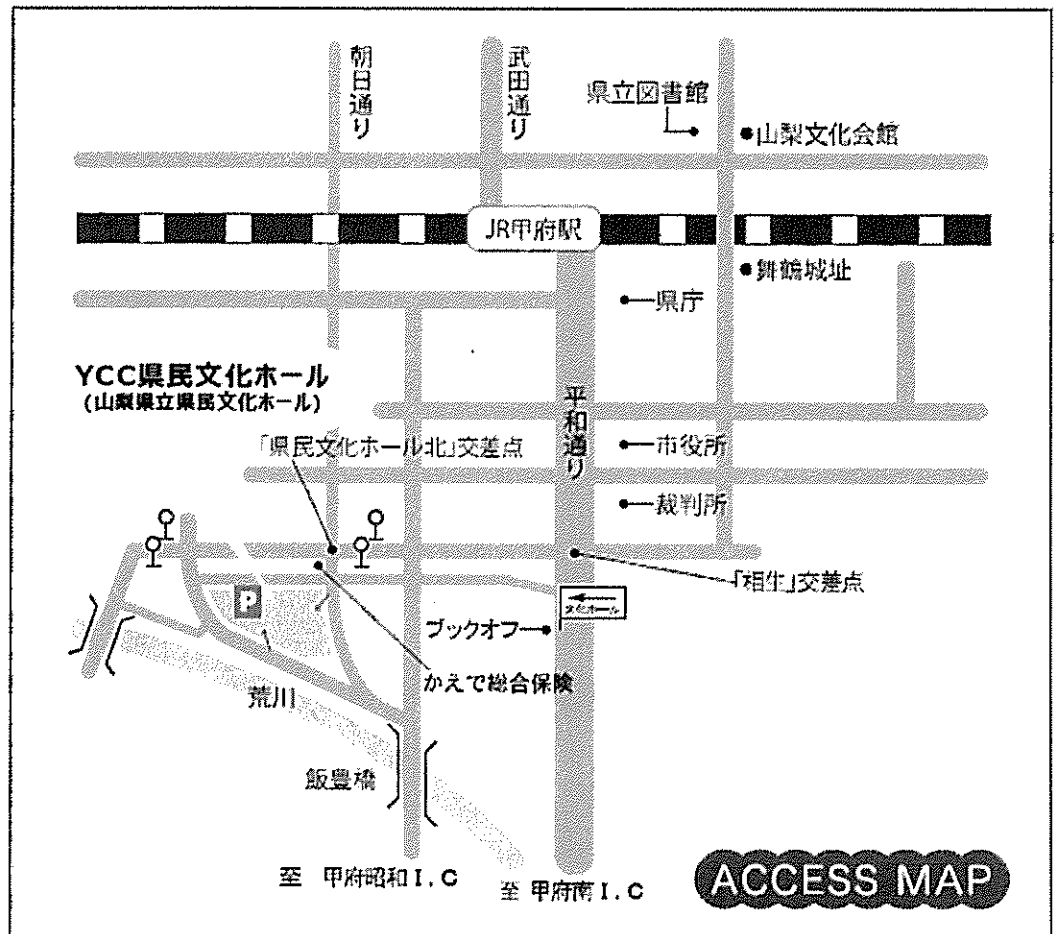 朝日通り
武田通り
県立図書館
山梨文化会館
JR甲府駅
舞鶴城址
県庁
YCC県民文化ホール
(山梨県立県民文化ホール)
平和通り
「県民文化ホール北」交差点
市役所
裁判所
「相生」交差点
P
文化ホール
ブックオフ
かえで総合保険
荒川
飯豊橋
至 甲府昭和I.C
至 甲府南I.C
ACCESS MAP